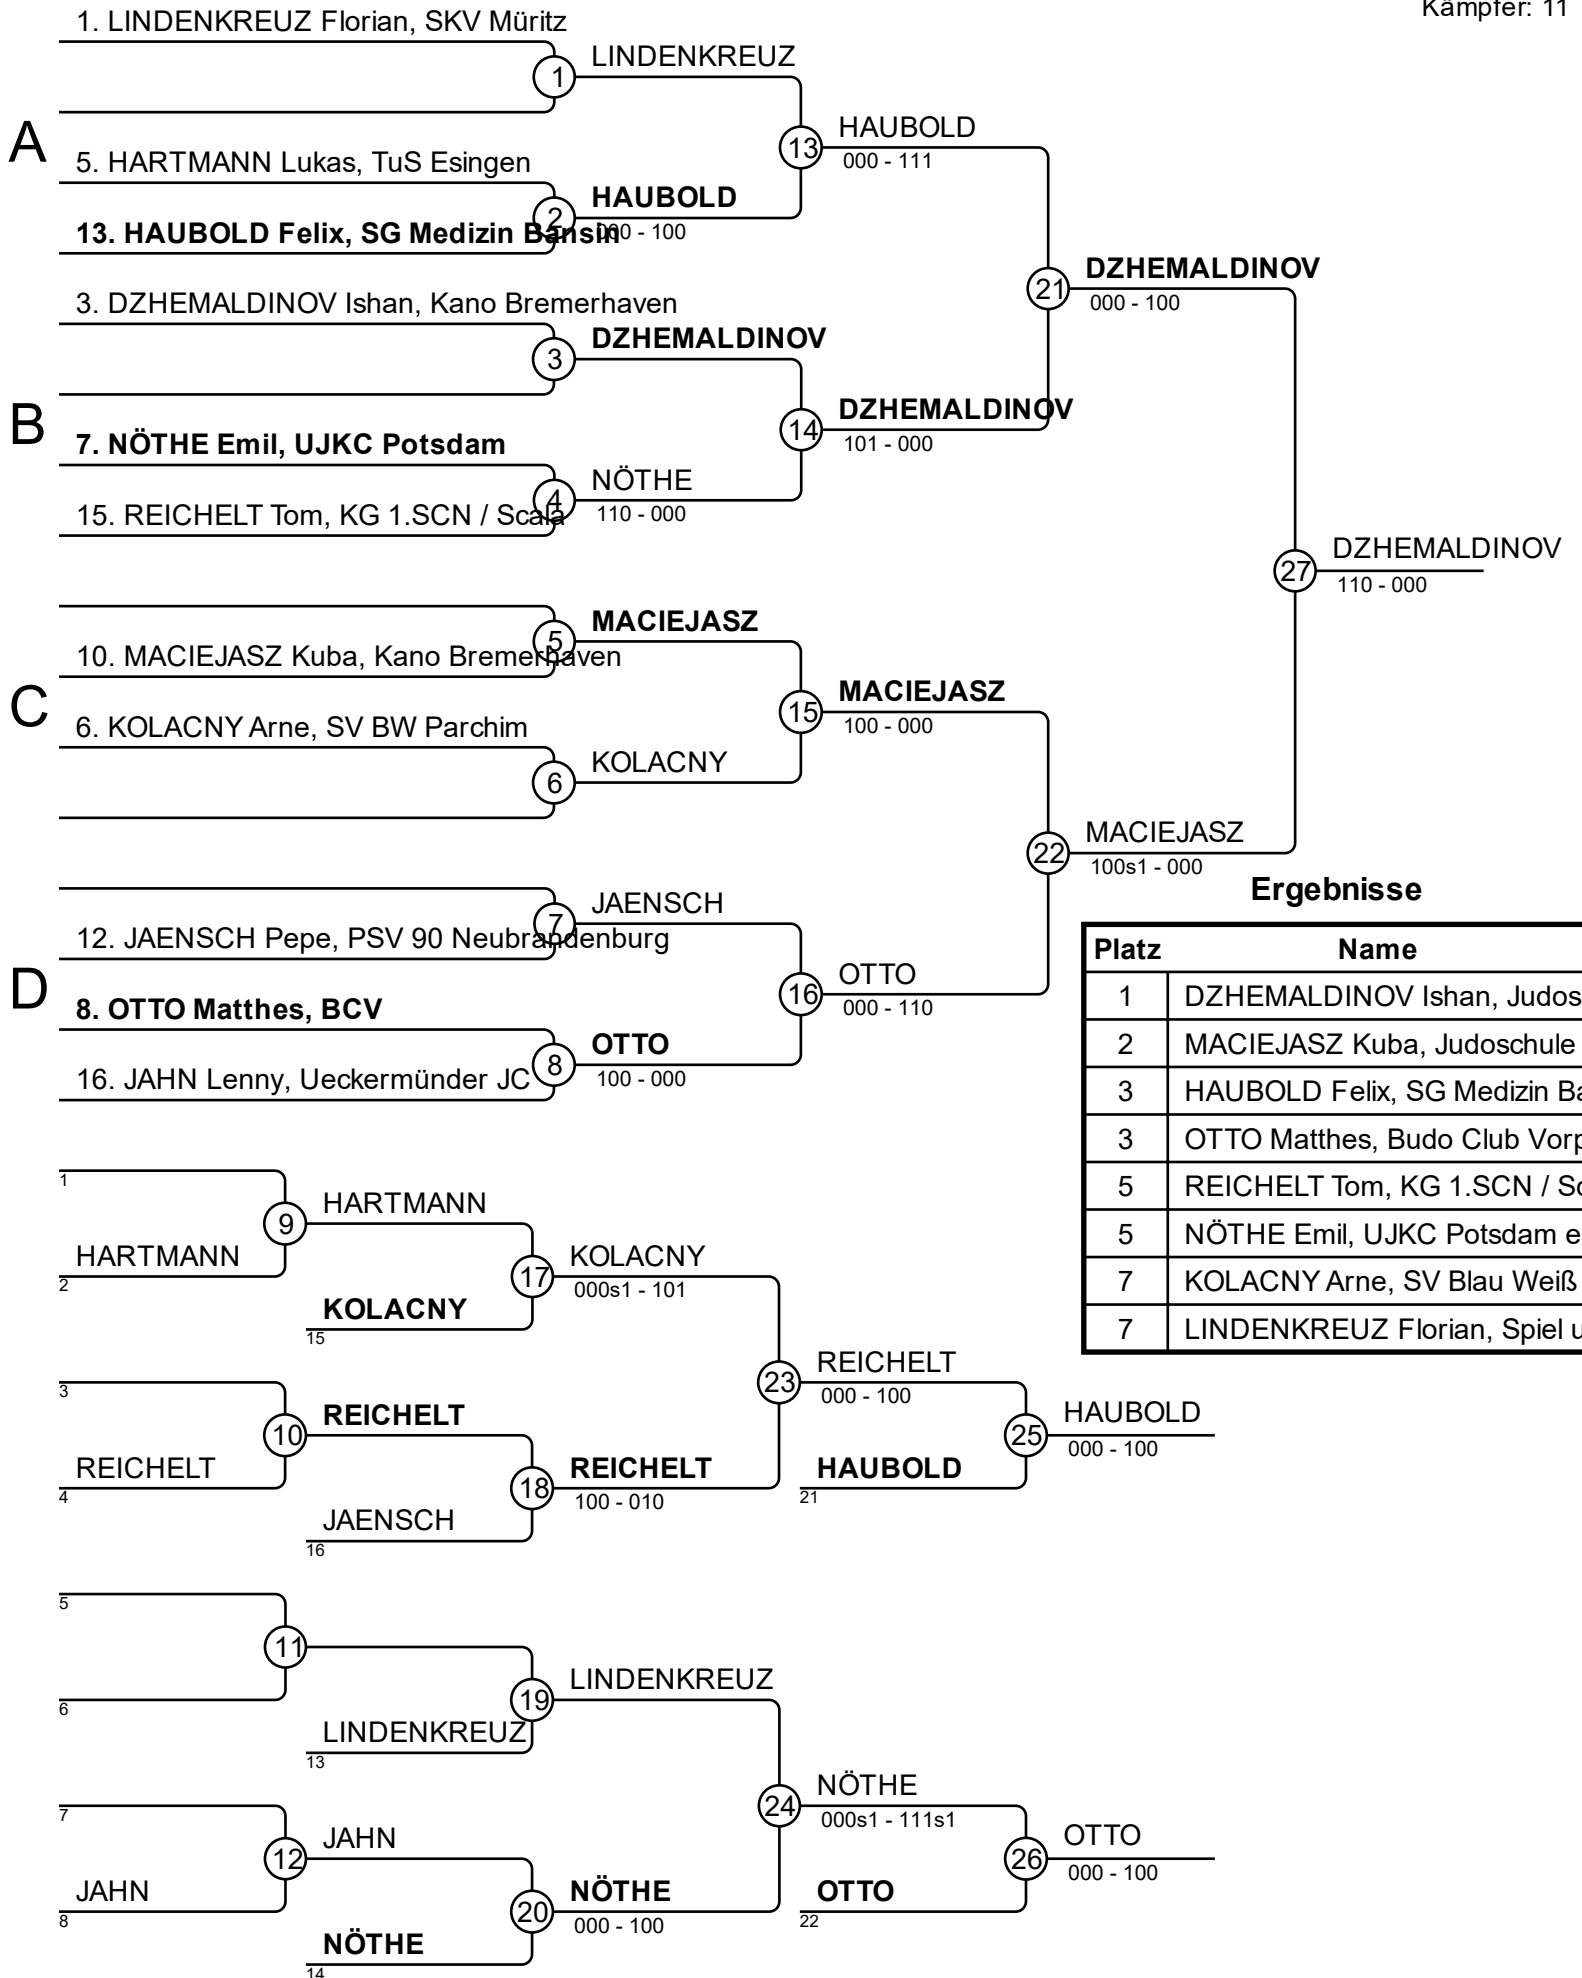 Kämpfer: 11
1. LINDENKREUZ Florian, SKV Müritz
1
LINDENKREUZ
A
5. HARTMANN Lukas, TuS Esingen
13
HAUBOLD
000 - 111
2
HAUBOLD
000 - 100
13. HAUBOLD Felix, SG Medizin Bansin
3. DZHEMALDINOV Ishan, Kano Bremerhaven
21
DZHEMALDINOV
000 - 100
3
DZHEMALDINOV
B
14
DZHEMALDINOV
101 - 000
7. NÖTHE Emil, UJKC Potsdam
4
NÖTHE
110 - 000
15. REICHELT Tom, KG 1.SCN / Scala
27
DZHEMALDINOV
110 - 000
5
MACIEJASZ
10. MACIEJASZ Kuba, Kano Bremerhaven
C
15
MACIEJASZ
100 - 000
6. KOLACNY Arne, SV BW Parchim
6
KOLACNY
22
MACIEJASZ
100s1 - 000
7
JAENSCH
12. JAENSCH Pepe, PSV 90 Neubrandenburg
D
16
OTTO
000 - 110
8. OTTO Matthes, BCV
8
OTTO
100 - 000
16. JAHN Lenny, Ueckermünder JC
Ergebnisse
Platz Name
1 DZHEMALDINOV Ishan, Judos
2 MACIEJASZ Kuba, Judoschule
3 HAUBOLD Felix, SG Medizin Ba
3 OTTO Matthes, Budo Club Vorp
5 REICHELT Tom, KG 1.SCN / Sc
5 NÖTHE Emil, UJKC Potsdam e
7 KOLACNY Arne, SV Blau Weiß
7 LINDENKREUZ Florian, Spiel u
1
9
HARTMANN
HARTMANN
2
17
KOLACNY
000s1 - 101
KOLACNY
15
3
23
REICHELT
000 - 100
10
REICHELT
REICHELT
4
18
REICHELT
100 - 010
JAENSCH
16
25
HAUBOLD
000 - 100
HAUBOLD
21
5
11
6
19
LINDENKREUZ
LINDENKREUZ
13
7
24
NÖTHE
000s1 - 111s1
12
JAHN
JAHN
8
20
NÖTHE
000 - 100
NÖTHE
14
26
OTTO
000 - 100
OTTO
22